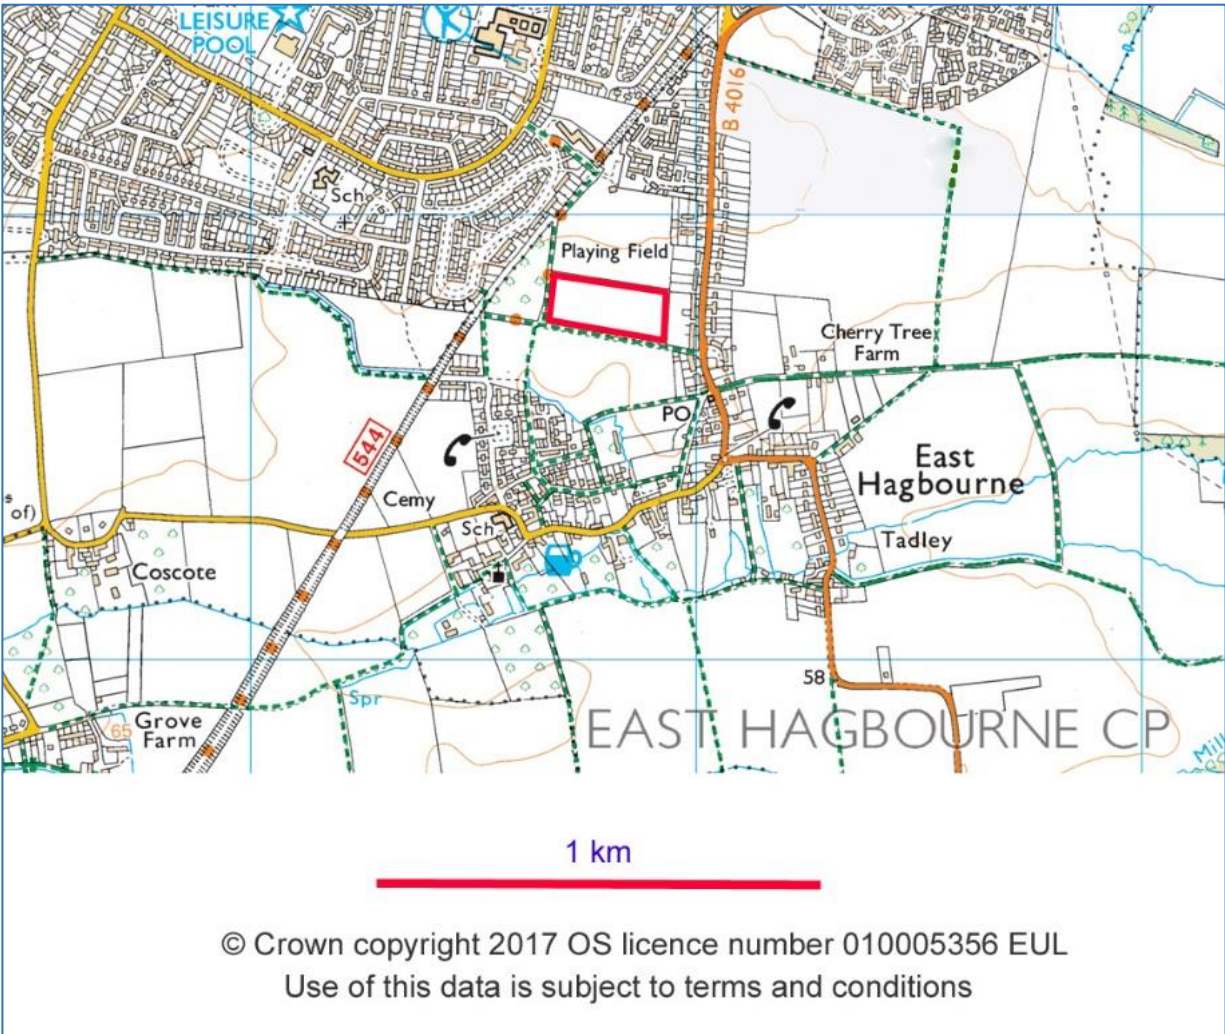 LEISURE
POOL
B 4016
Sch
Playing Field
Cherry Tree
Farm
PO
544
East
Hagbourne
Cemy
of)
Sch
Tadley
Coscote
58
Spr
Grove
Farm
65
EAST HAGBOURNE CP
Mill
1 km
© Crown copyright 2017 OS licence number 010005356 EUL
Use of this data is subject to terms and conditions